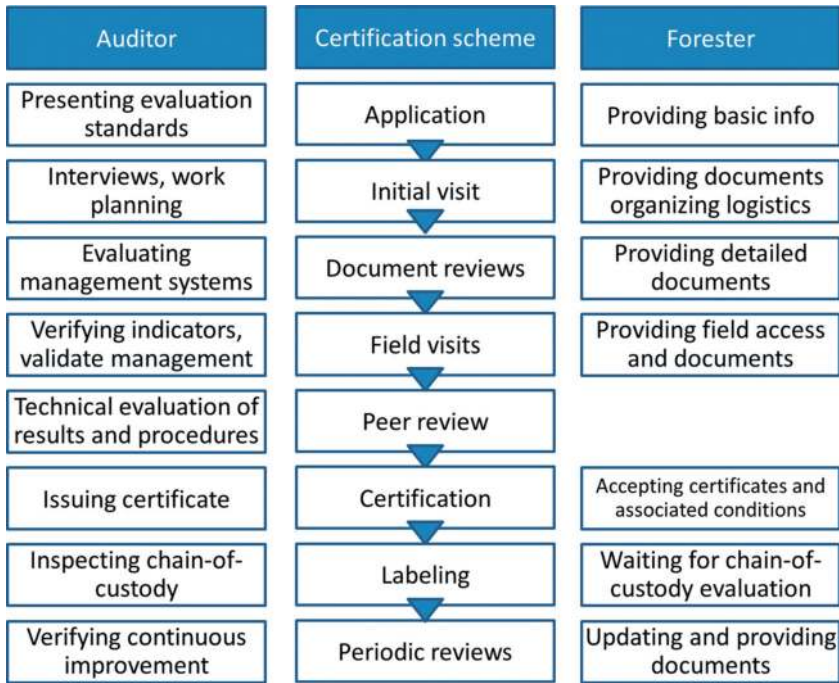 Auditor
Certification scheme
Forester
Presenting evaluation
standards
Application
Providing basic info
Interviews, work
planning
Initial visit
Providing documents
organizing logistics
Evaluating
management systems
Document reviews
Providing detailed
documents
Verifying indicators,
validate management
Field visits
Providing field access
and documents
Technical evaluation of
results and procedures
Peer review
Issuing certificate
Certification
Accepting certificates and
associated conditions
Inspecting chain-of-
custody
Labeling
Waiting for chain-of-
custody evaluation
Verifying continuous
improvement
Periodic reviews
Updating and providing
documents